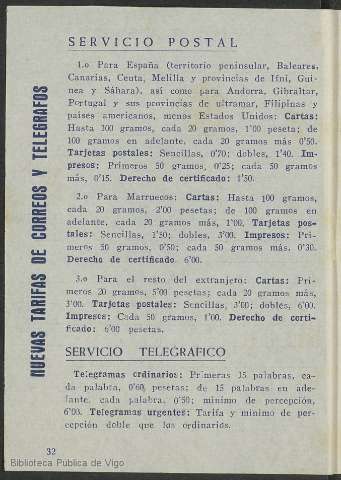 SERVICIO POSTAL
1.o Para España (territorio peninsular, Baleares,
Canarias, Ceuta, Melilla y provincias de Ifni, Gui-
nea y Sáhara), así como para Andorra, Gibraltar,
Portugal y sus provincias de ultramar, Filipinas y
países americanos, menos Estados Unidos: Cartas:
Hasta 100 gramos, cada 20 gramos, 1'00 peseta; de
100 gramos en adelante, cada 20 gramos más 0'50.
Tarjetas postales: Sencillas, 0'70; dobles, 1'40. Im-
presos: Primeros 50 gramos, 0'25; cada 50 gramos
más, 0'15. Derecho de certificado: 1'50.
2.o Para Marruecos: Cartas: Hasta 100 gramos,
cada 20 gramos, 2'00 pesetas; de 100 gramos en
adelante, cada 20 gramos más, 1'00. Tarjetas pos-
tales: Sencillas, 1'50; dobles, 3'00. Impresos: Pri-
meros 50 gramos, 0'50; cada 50 gramos más, 0'30.
Derecho de certificado. 6'00.
3.o Para el resto del extranjero: Cartas: Pri-
meros 20 gramos, 5'00 pesetas; cada 20 gramos más,
3'00. Tarjetas postales: Sencillas, 3'00; dobles, 6'00.
Impresos: Cada 50 gramos, 1'00. Derecho de certi-
ficado: 6'00 pesetas.
SERVICIO TELEGRÁFICO
Telegramas ordinarios: Primeras 15 palabras, ca-
da palabra, 0'60 pesetas; de 15 palabras en ade-
lante, cada palabra, 0'50; mínimo de percepción,
6'00. Telegramas urgentes: Tarifa y mínimo de per-
cepción doble que los ordinarios.
NUEVAS TARIFAS DE CORREOS Y TELEGRAFOS
32
Biblioteca Pública de Vigo